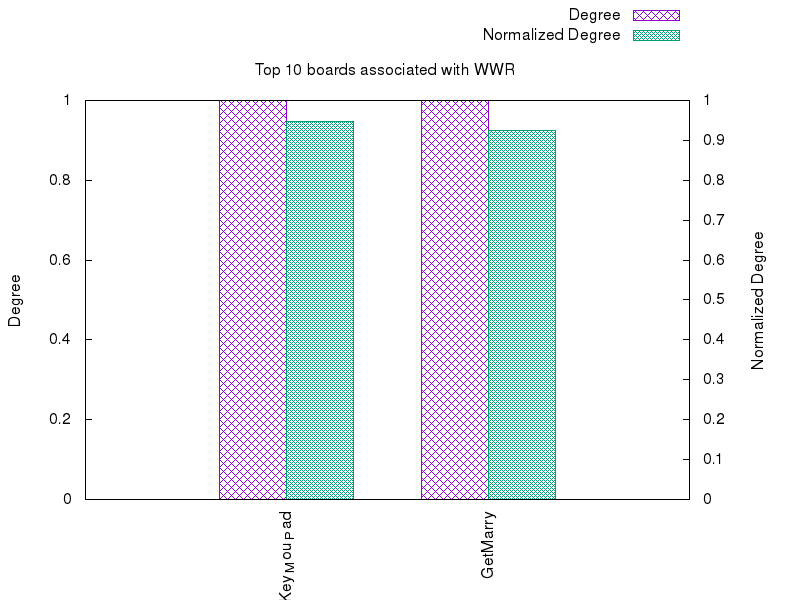 Degree
Normalized Degree
Top 10 boards associated with WWR
1
0.8
0.6
0.4
0.2
0
1
0.9
0.8
0.7
0.6
0.5
0.4
0.3
0.2
0.1
0
Degree
Normalized Degree
KeyMouPad
GetMarry